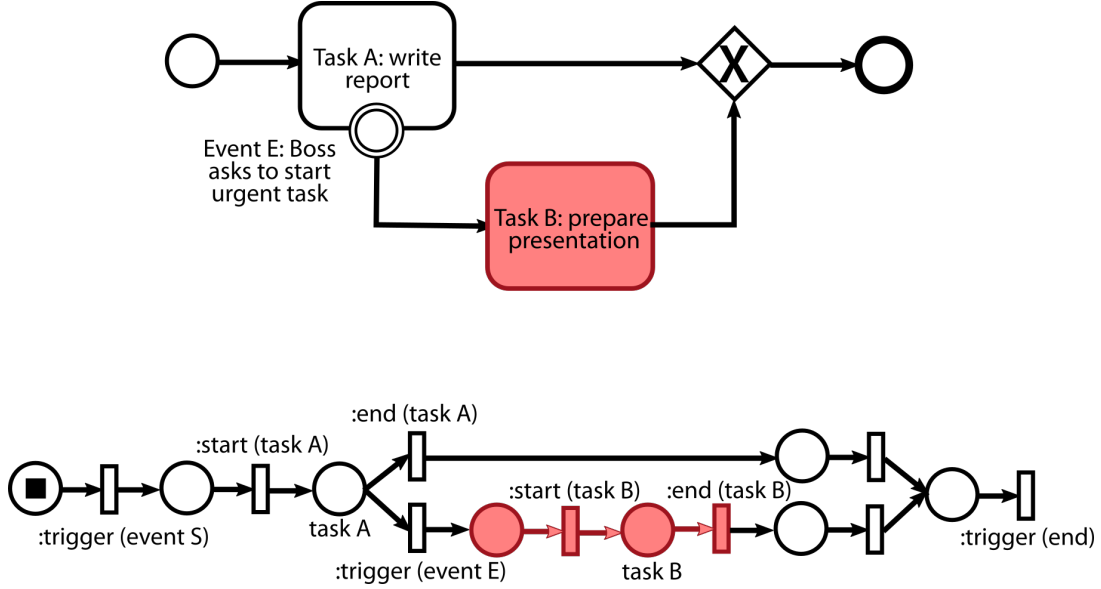 Task A: write
report
X
Event E: Boss
asks to start
urgent task
Task B: prepare
presentation
:end (task A)
:start (task A)
:start (task B)
:end (task B)
task A
:trigger (event S)
:trigger (end)
:trigger (event E)
task B